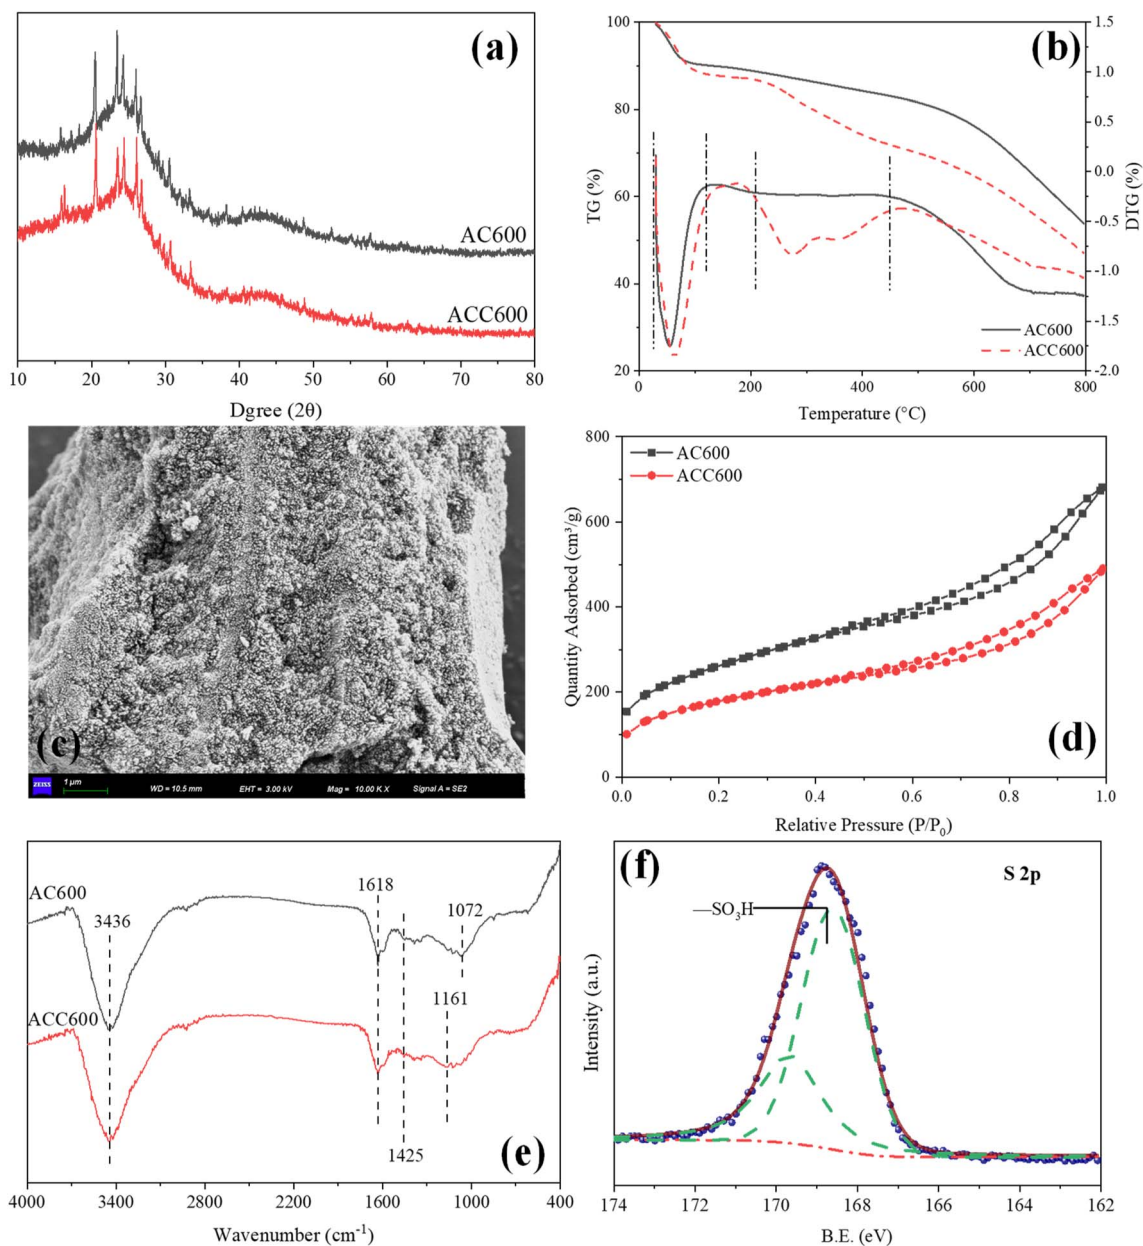 (a)
AC600
ACC600
10 20 30 40 50 60 70 80
Dgree (2θ)
(b)
100
80
60
40
20
TG (%)
1.5
1.0
0.5
0.0
-0.5
-1.0
-1.5
-2.0
DTG (%)
AC600
ACC600
0 200 400 600 800
Temperature (°C)
(c)
ZEISS
1 µm
WD = 10.5 mm
EHT = 3.00 kV
Mag = 10.00 K X
Signal A = SE2
800
600
400
200
0
Quantity Adsorbed (cm³/g)
AC600
ACC600
(d)
0.0 0.2 0.4 0.6 0.8 1.0
Relative Pressure (P/P₀)
AC600
3436
1618
1072
ACC600
1161
1425
(e)
4000 3400 2800 2200 1600 1000 400
Wavenumber (cm⁻¹)
(f)
S 2p
—SO₃H
Intensity (a.u.)
174 172 170 168 166 164 162
B.E. (eV)